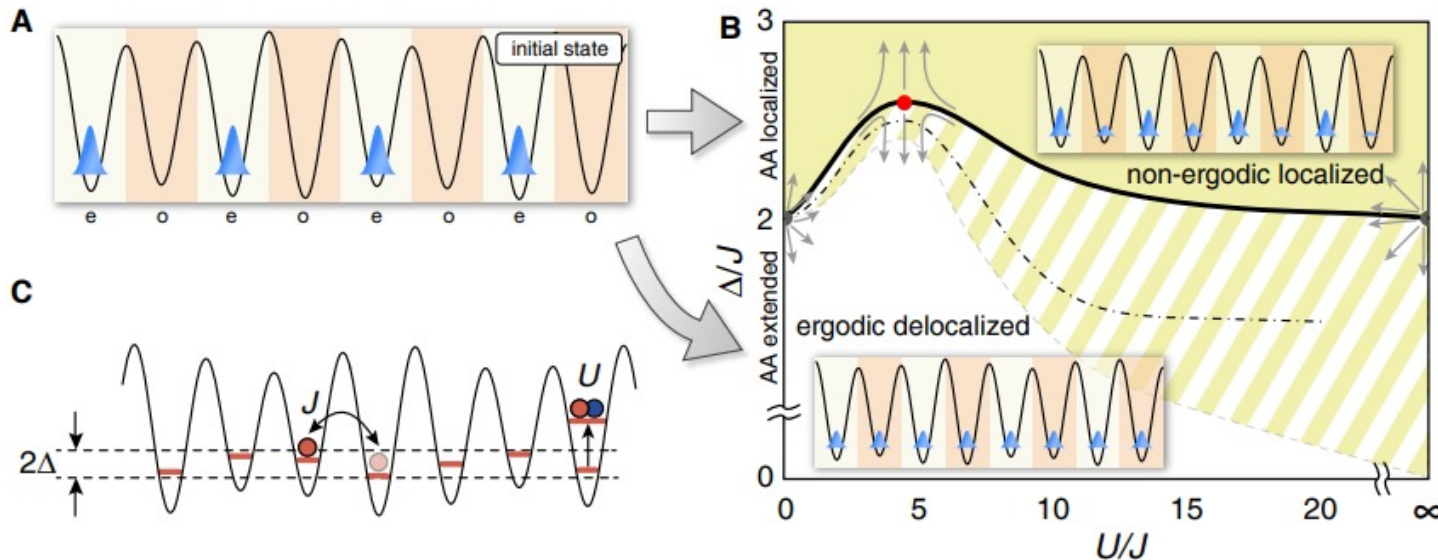 A
initial state
e o e o e o e o
C
J
U
2Δ
B
3
2
0
AA localized
AA extended
Δ/J
non-ergodic localized
ergodic delocalized
0 5 10 15 20 ∞
U/J